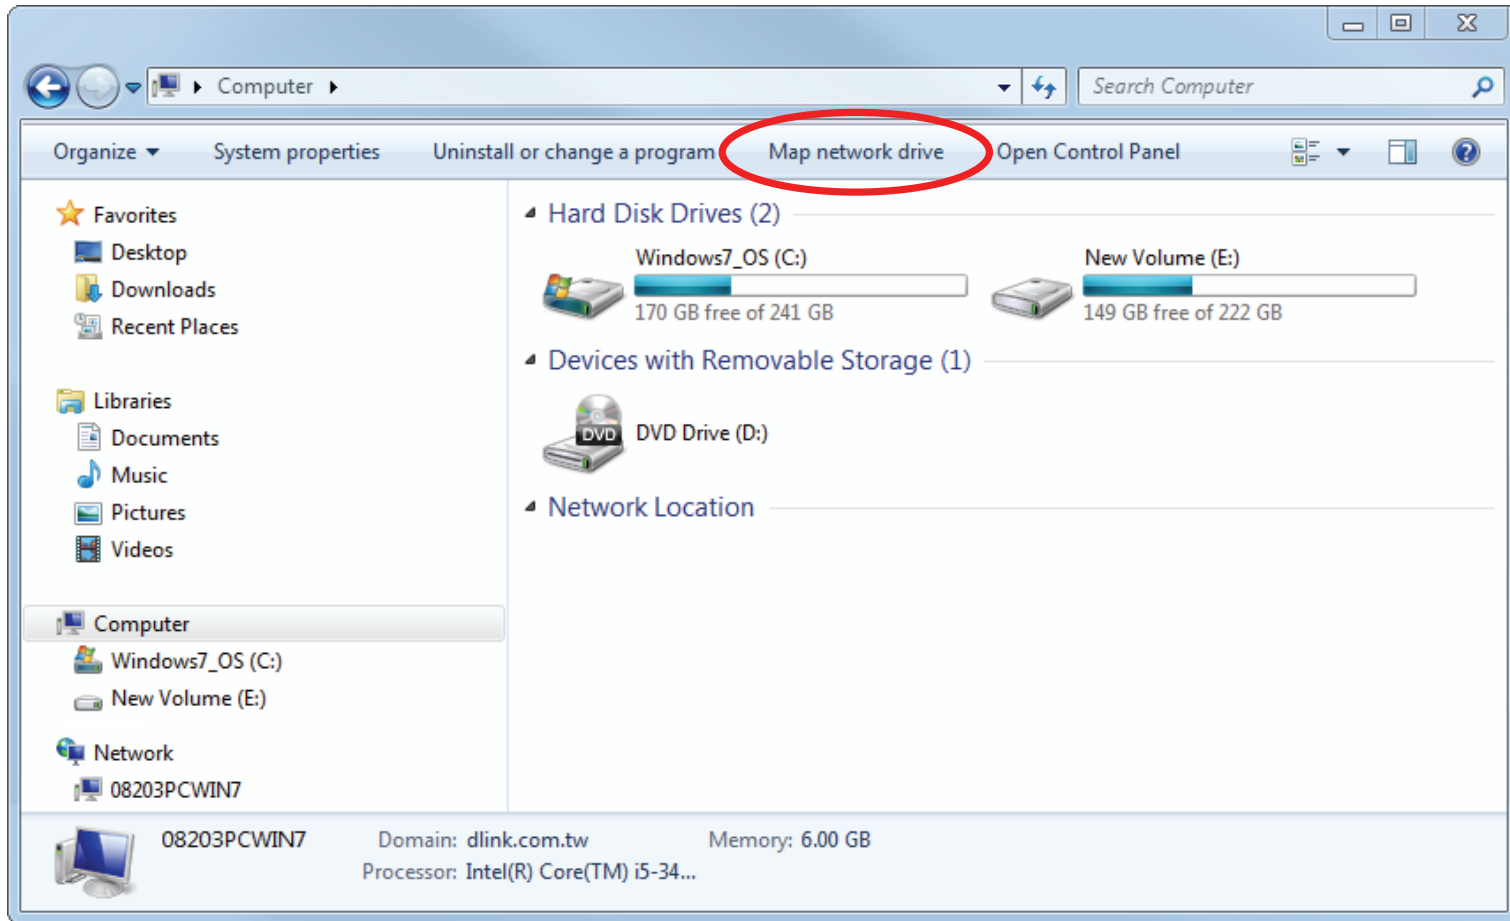 Computer
Search Computer
Organize System properties Uninstall or change a program Map network drive Open Control Panel
Favorites
Desktop
Downloads
Recent Places
Libraries
Documents
Music
Pictures
Videos
Computer
Windows7_OS (C:)
New Volume (E:)
Network
08203PCWIN7
Hard Disk Drives (2)
Windows7_OS (C:)
170 GB free of 241 GB
New Volume (E:)
149 GB free of 222 GB
Devices with Removable Storage (1)
DVD
DVD Drive (D:)
Network Location
08203PCWIN7 Domain: dlink.com.tw Memory: 6.00 GB
Processor: Intel(R) Core(TM) i5-34...